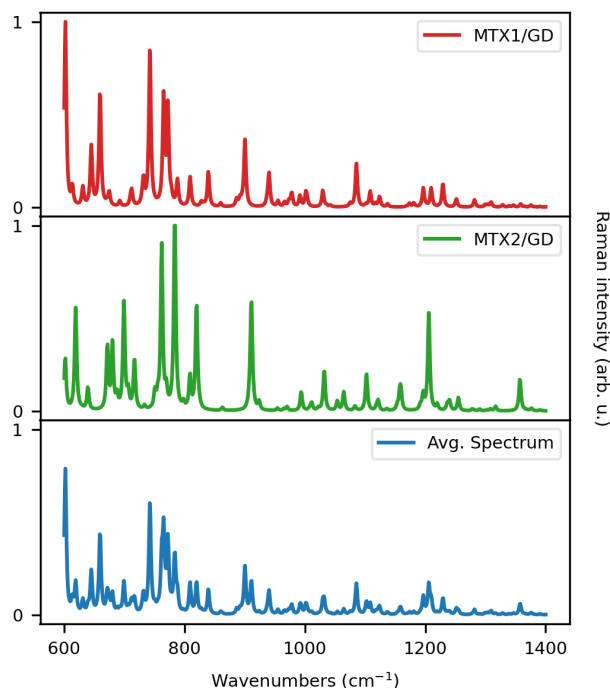 1
MTX1/GD
0
1
MTX2/GD
0
1
Avg. Spectrum
0
600 800 1000 1200 1400
Wavenumbers (cm⁻¹)
Raman intensity (arb. u.)